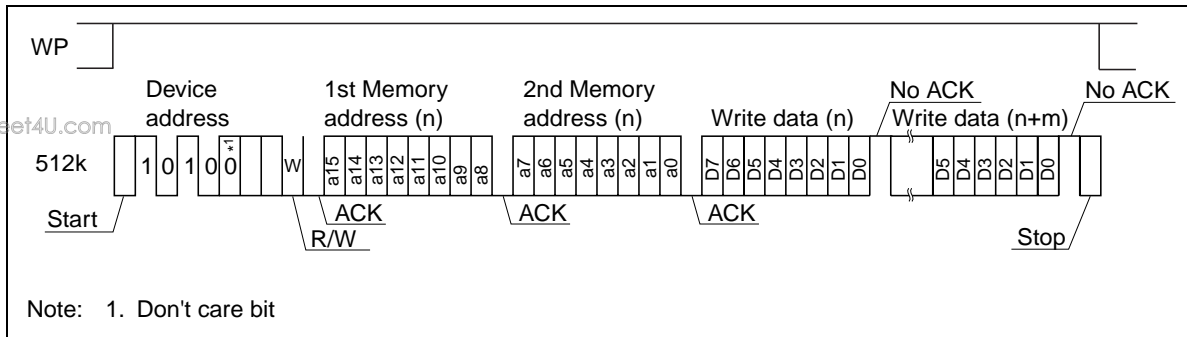 WP
Device address
1st Memory address (n)
2nd Memory address (n)
Write data (n)
No ACK
Write data (n+m)
No ACK
eet4U.com
512k
1 0 1 0 0 0 *1
W
a15 a14 a13 a12 a11 a10 a9 a8
a7 a6 a5 a4 a3 a2 a1 a0
D7 D6 D5 D4 D3 D2 D1 D0
D5 D4 D3 D2 D1 D0
Start
R/W
ACK
ACK
ACK
Stop
Note: 1. Don't care bit